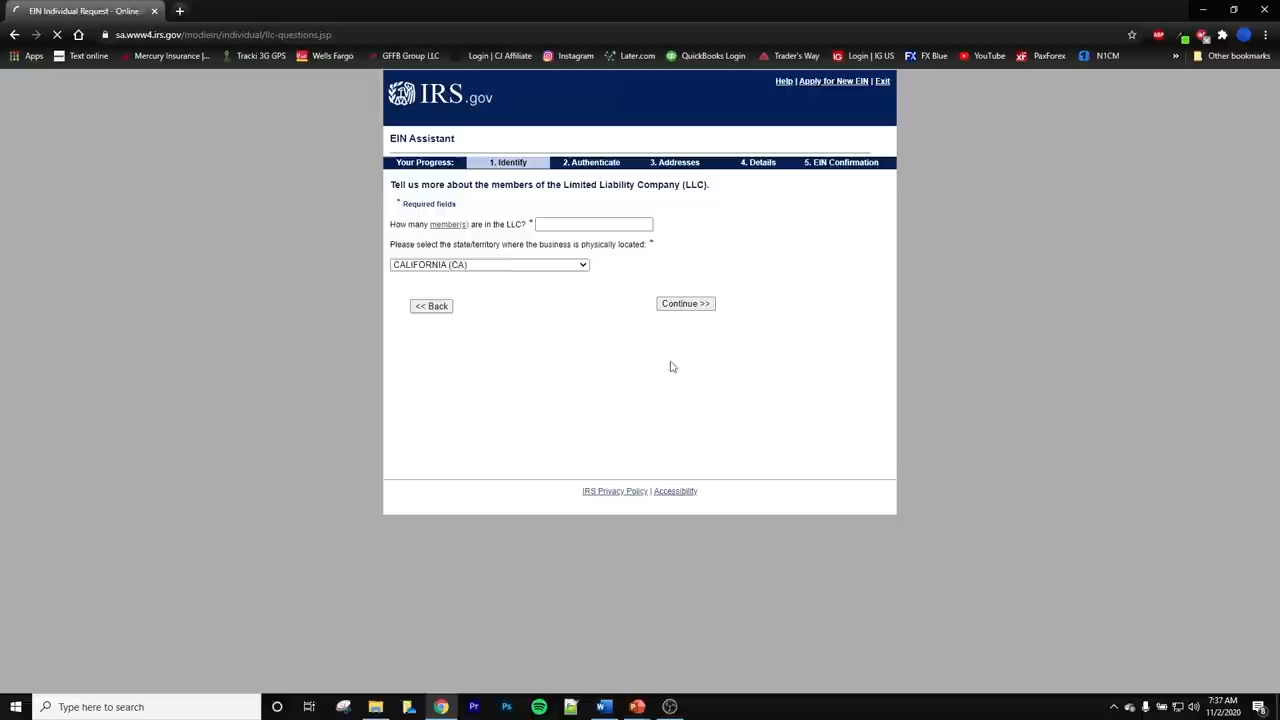 EIN Individual Request - Online
sa.www4.irs.gov/modiein/individual/llc-questions.jsp
ABP
Apps Text online Mercury Insurance |... Tracki 3G GPS Wells Fargo GFFB Group LLC Login | CJ Affiliate Instagram Later.com QuickBooks Login Trader's Way IG Login | IG US FX FX Blue YouTube XF PaxForex N1CM » Other bookmarks
IRS.gov
Help | Apply for New EIN | Exit
EIN Assistant
Your Progress: 1. Identify 2. Authenticate 3. Addresses 4. Details 5. EIN Confirmation
Tell us more about the members of the Limited Liability Company (LLC).
* Required fields
How many member(s) are in the LLC? *
Please select the state/territory where the business is physically located: *
CALIFORNIA (CA)
<< Back Continue >>
IRS Privacy Policy | Accessibility
Type here to search
Pr Ps
7:37 AM
11/2/2020